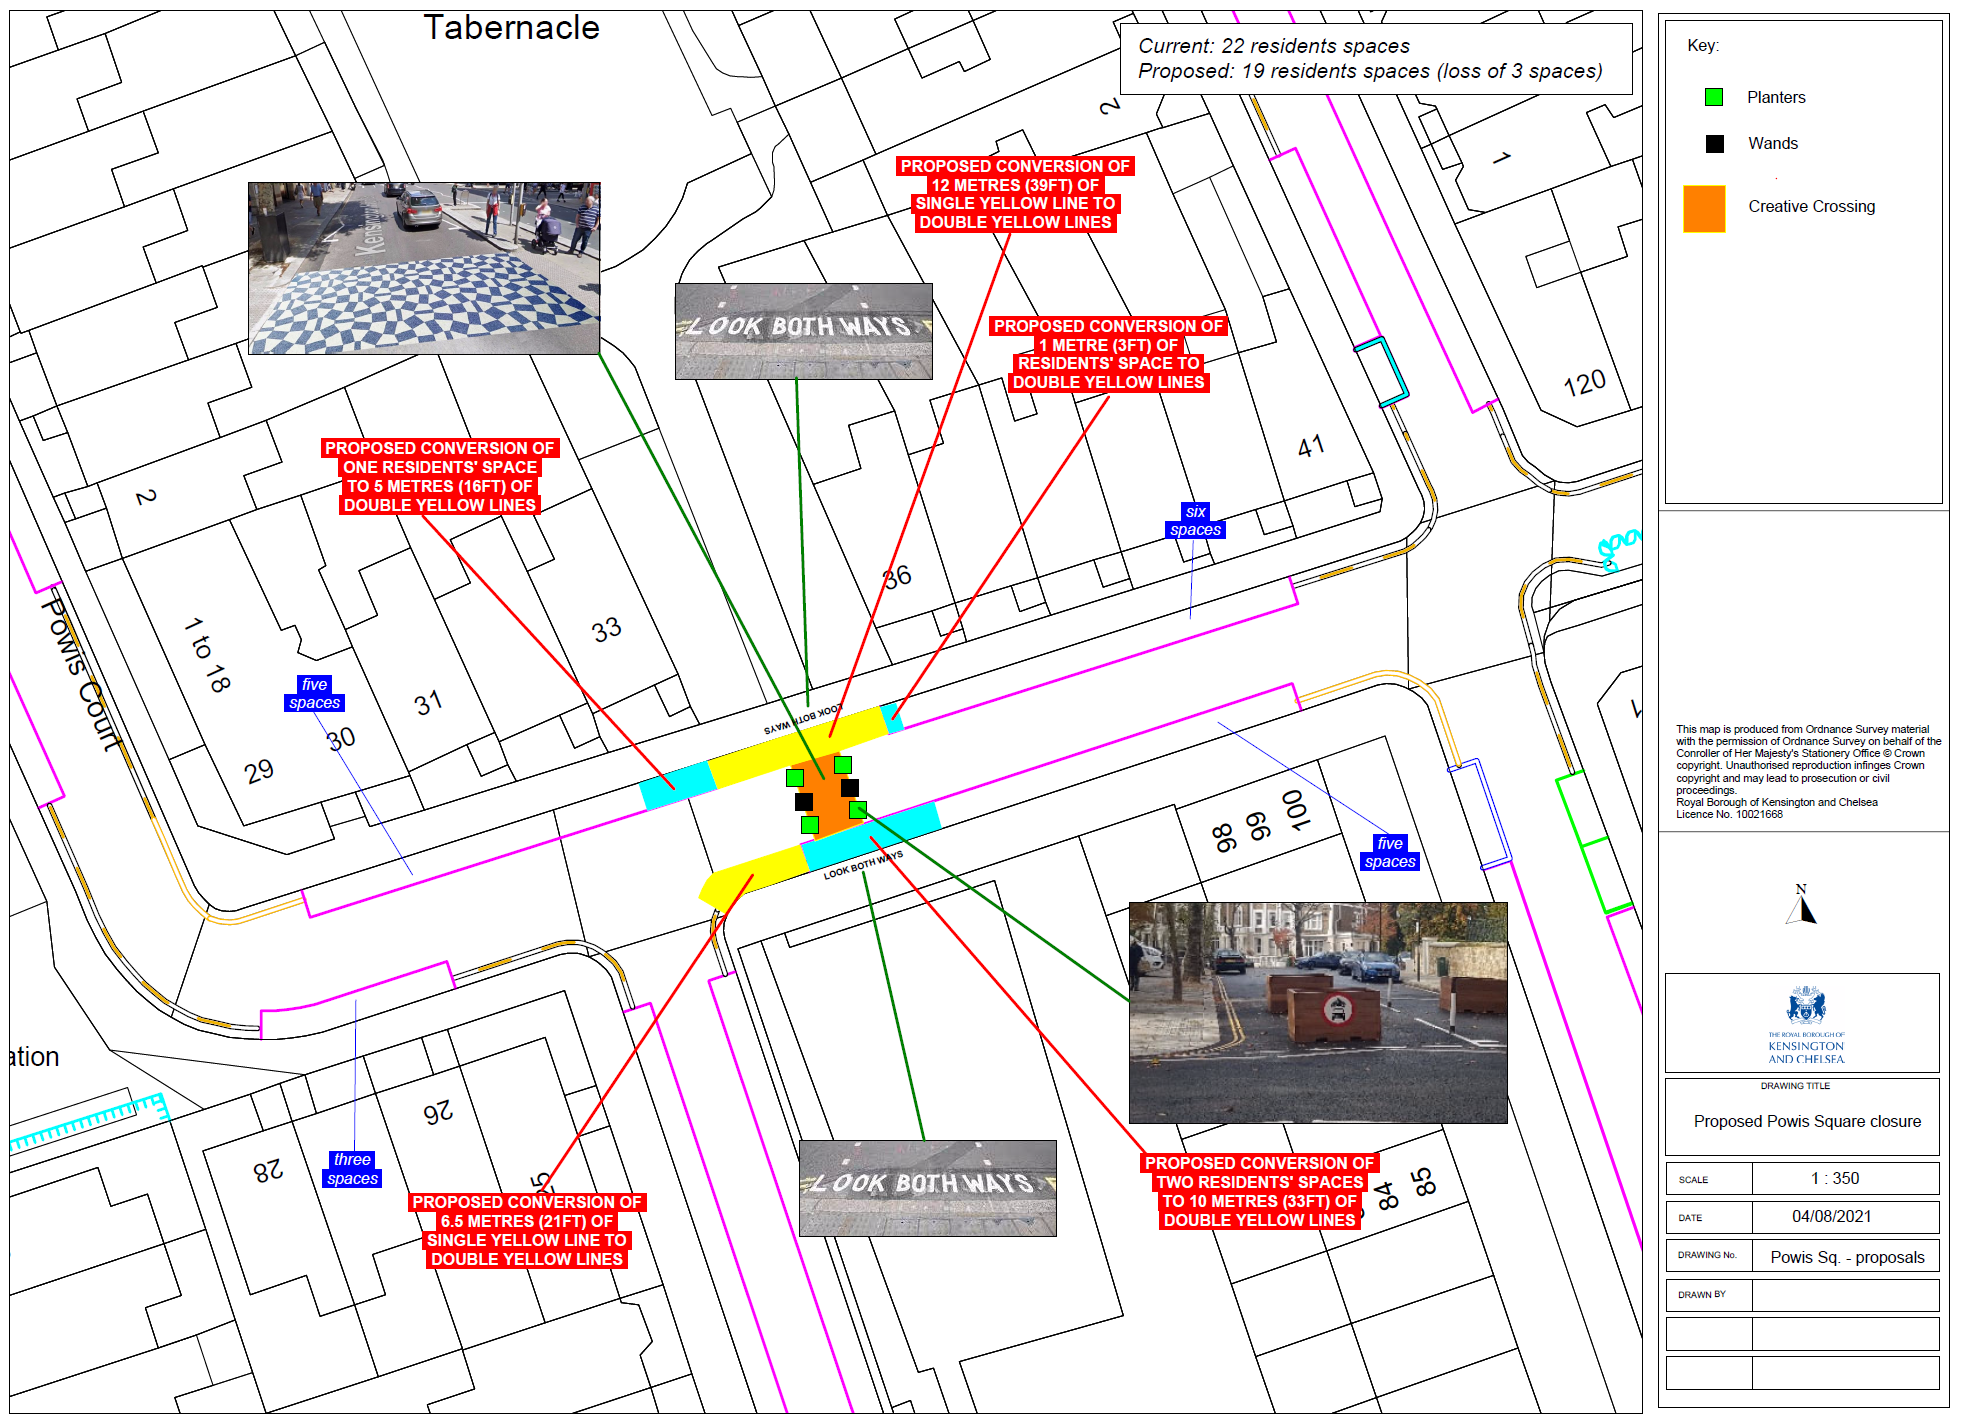 Tabernacle
Current: 22 residents spaces
Proposed: 19 residents spaces (loss of 3 spaces)
Key:
Planters
Wands
Creative Crossing
2
1
PROPOSED CONVERSION OF
12 METRES (39FT) OF
SINGLE YELLOW LINE TO
DOUBLE YELLOW LINES
LOOK BOTH WAYS
PROPOSED CONVERSION OF
1 METRE (3FT) OF
RESIDENTS' SPACE TO
DOUBLE YELLOW LINES
120
41
PROPOSED CONVERSION OF
ONE RESIDENTS' SPACE
TO 5 METRES (16FT) OF
DOUBLE YELLOW LINES
2
six
spaces
36
33
Powis Court
1 to 18
five
spaces
31
30
29
LOOK BOTH WAYS
LOOK BOTH WAYS
100
99
98
five
spaces
This map is produced from Ordnance Survey material
with the permission of Ordnance Survey on behalf of the
Conroller of Her Majesty's Stationery Office © Crown
copyright. Unauthorised reproduction infinges Crown
copyright and may lead to prosecution or civil
proceedings.
Royal Borough of Kensington and Chelsea
Licence No. 10021668
N
ation
26
28
three
spaces
PROPOSED CONVERSION OF
6.5 METRES (21FT) OF
SINGLE YELLOW LINE TO
DOUBLE YELLOW LINES
LOOK BOTH WAYS
PROPOSED CONVERSION OF
TWO RESIDENTS' SPACES
TO 10 METRES (33FT) OF
DOUBLE YELLOW LINES
84
85
THE ROYAL BOROUGH OF
KENSINGTON
AND CHELSEA
DRAWING TITLE
Proposed Powis Square closure
SCALE
1 : 350
DATE
04/08/2021
DRAWING No.
Powis Sq. - proposals
DRAWN BY